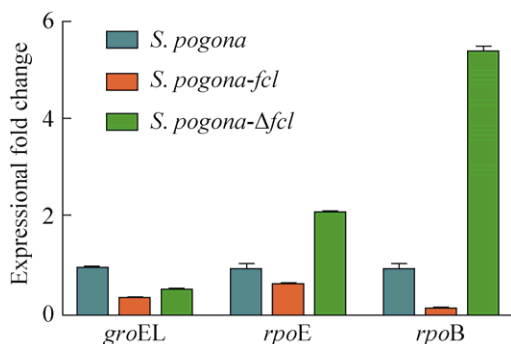 Expressional fold change
6
4
2
0
S. pogona
S. pogona-fcl
S. pogona-Δfcl
groEL rpoE rpoB